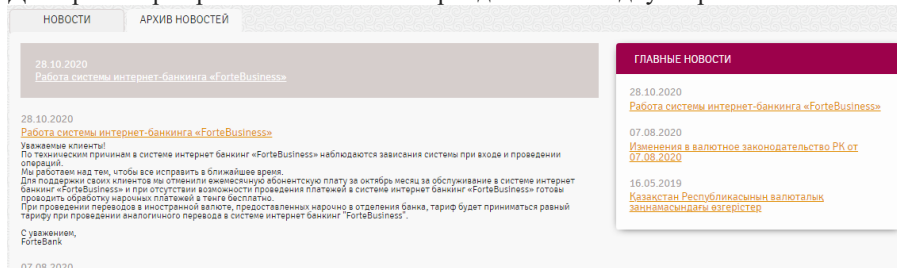 НОВОСТИ
АРХИВ НОВОСТЕЙ
28.10.2020
Работа системы интернет-банкинга «ForteBusiness»
28.10.2020
Работа системы интернет-банкинга «ForteBusiness»
Уважаемые клиенты!
По техническим причинам в системе интернет банкинг «ForteBusiness» наблюдаются зависания системы при входе и проведении
операций.
Мы работаем над тем, чтобы все исправить в ближайшее время.
Для поддержки своих клиентов мы отменили ежемесячную абонентскую плату за октябрь месяц за обслуживание в системе интернет
банкинг «ForteBusiness» и при отсутствии возможности проведения платежей в системе интернет банкинг «ForteBusiness» готовы
проводить обработку нарочных платежей в тенге бесплатно.
При проведении переводов в иностранной валюте, предоставленных нарочно в отделения банка, тариф будет приниматься равный
тарифу при проведении аналогичного перевода в системе интернет банкинг "ForteBusiness".
С уважением,
ForteBank
07.08.2020
ГЛАВНЫЕ НОВОСТИ
28.10.2020
Работа системы интернет-банкинга «ForteBusiness»
07.08.2020
Изменения в валютное законодательство РК от
07.08.2020
16.05.2019
Қазақстан Республикасының валюталық
заңнамасындағы өзгерістер